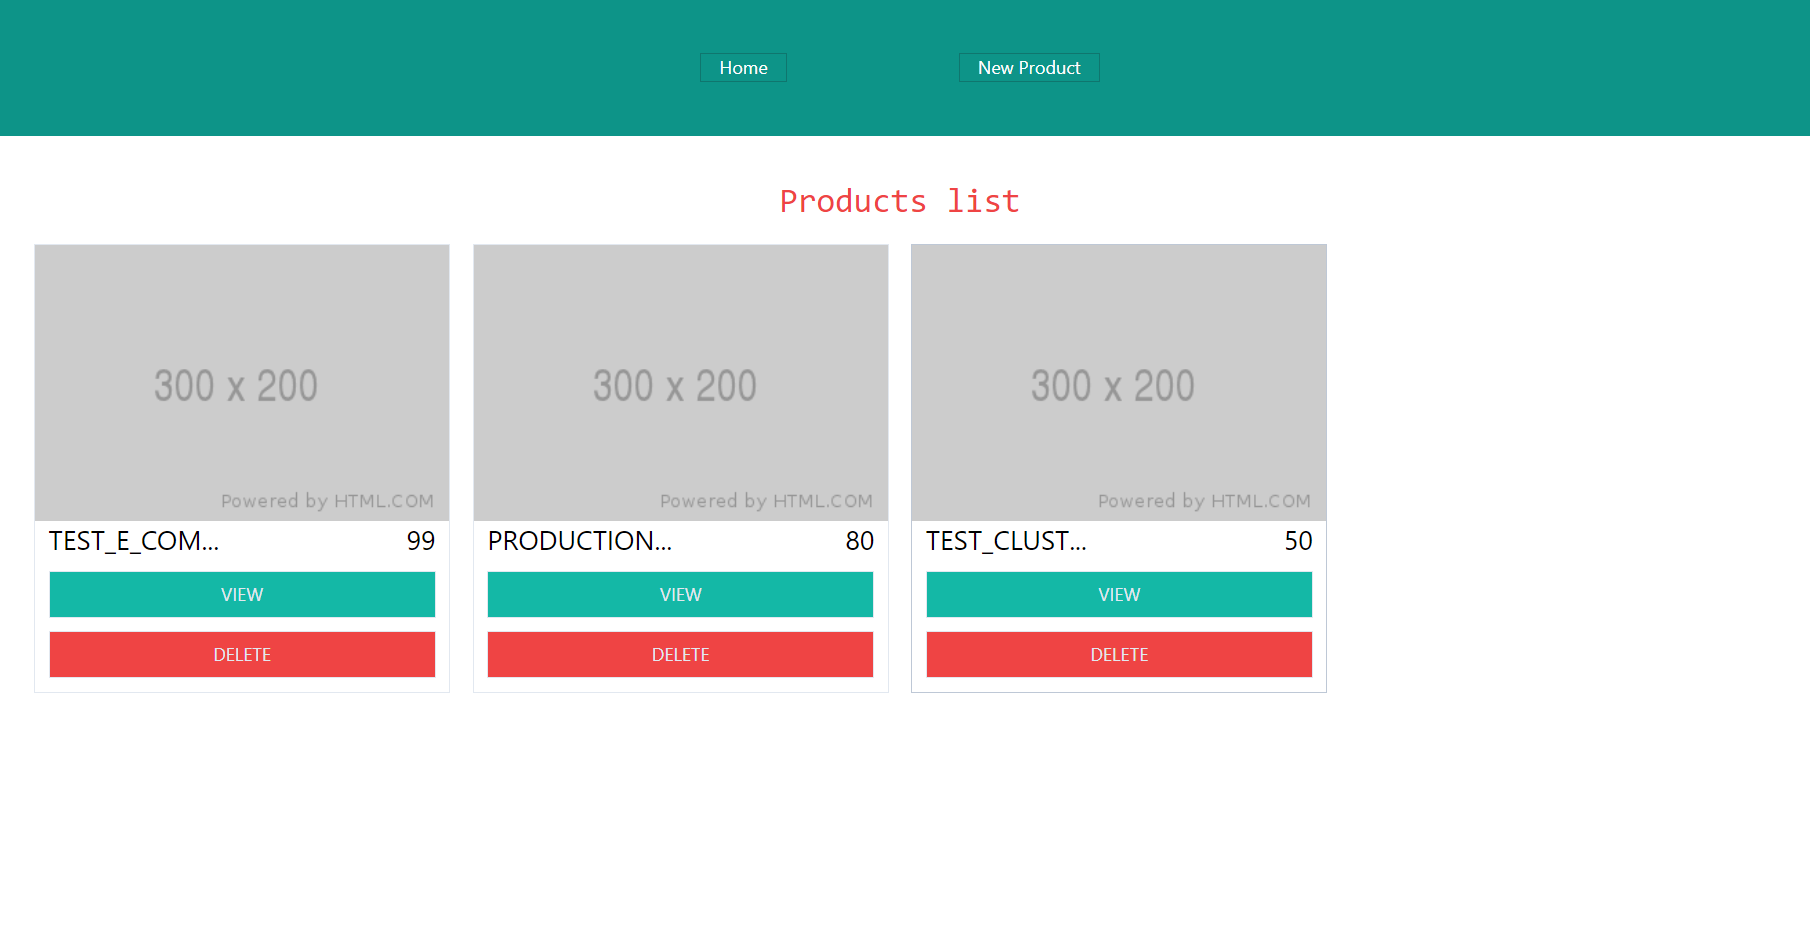 Home New Product
Products list
300 x 200 300 x 200 300 x 200
Powered by HTML.COM Powered by HTML.COM Powered by HTML.COM
TEST_E_COM... 99 PRODUCTION... 80 TEST_CLUST... 50
VIEW VIEW VIEW
DELETE DELETE DELETE